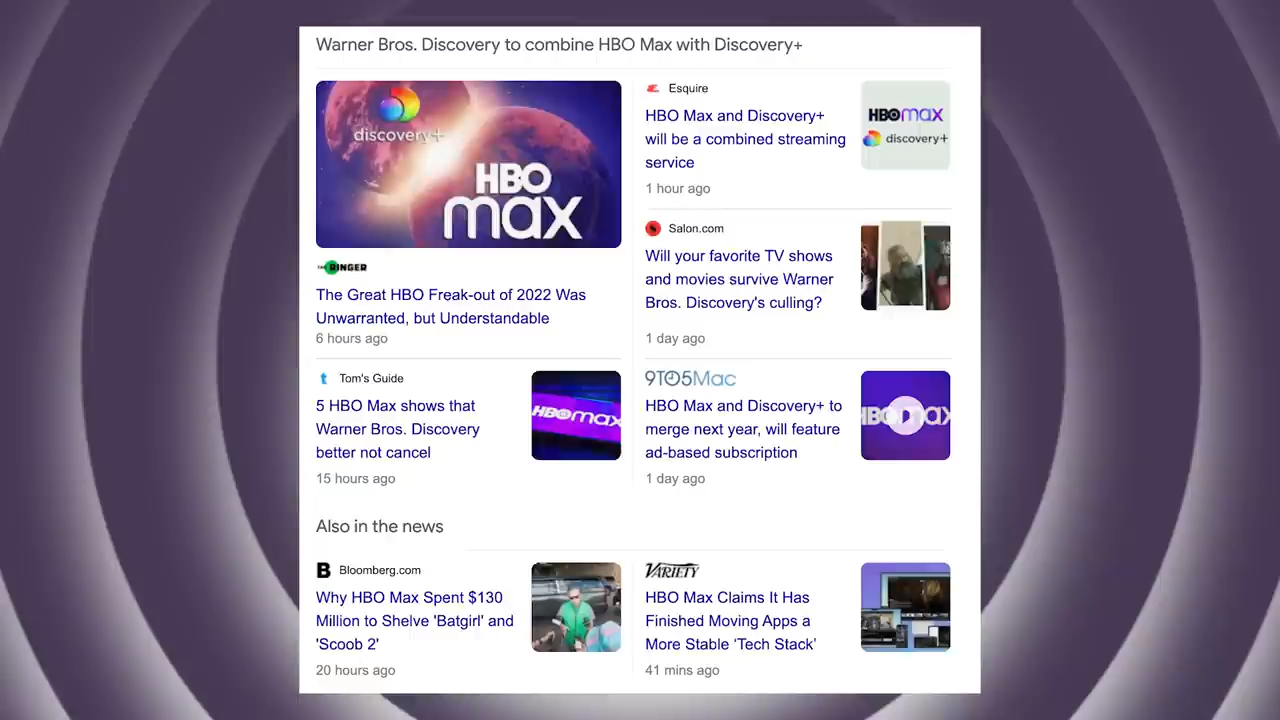 Warner Bros. Discovery to combine HBO Max with Discovery+
discovery+
HBO
max
THE RINGER
The Great HBO Freak-out of 2022 Was
Unwarranted, but Understandable
6 hours ago
Esquire
HBO Max and Discovery+
will be a combined streaming
service
1 hour ago
HBOmax
discovery+
Salon.com
Will your favorite TV shows
and movies survive Warner
Bros. Discovery's culling?
1 day ago
Tom's Guide
5 HBO Max shows that
Warner Bros. Discovery
better not cancel
15 hours ago
HBOmax
9TO5Mac
HBO Max and Discovery+ to
merge next year, will feature
ad-based subscription
1 day ago
HBOmax
Also in the news
B Bloomberg.com
Why HBO Max Spent $130
Million to Shelve 'Batgirl' and
'Scoob 2'
20 hours ago
VARIETY
HBO Max Claims It Has
Finished Moving Apps a
More Stable ‘Tech Stack’
41 mins ago